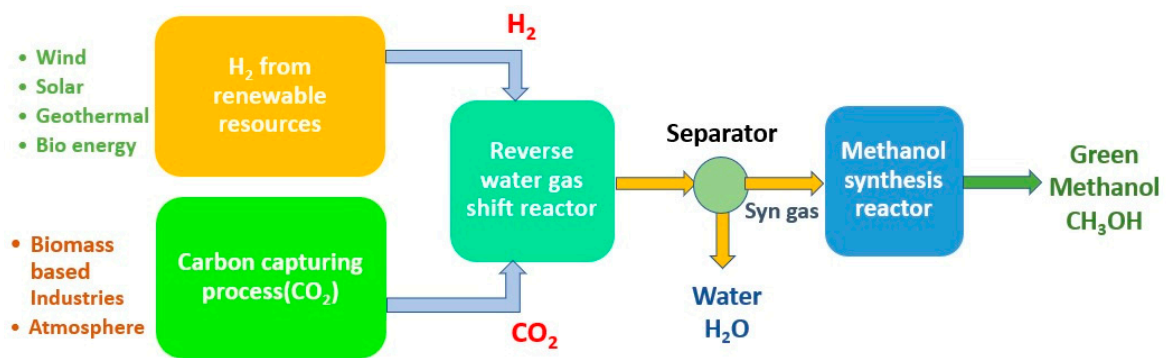 • Wind
• Solar
• Geothermal
• Bio energy
H₂ from
renewable
resources
H₂
• Biomass
based
Industries
• Atmosphere
Carbon capturing
process(CO₂)
CO₂
Reverse
water gas
shift reactor
Separator
Syn gas
Water
H₂O
Methanol
synthesis
reactor
Green
Methanol
CH₃OH